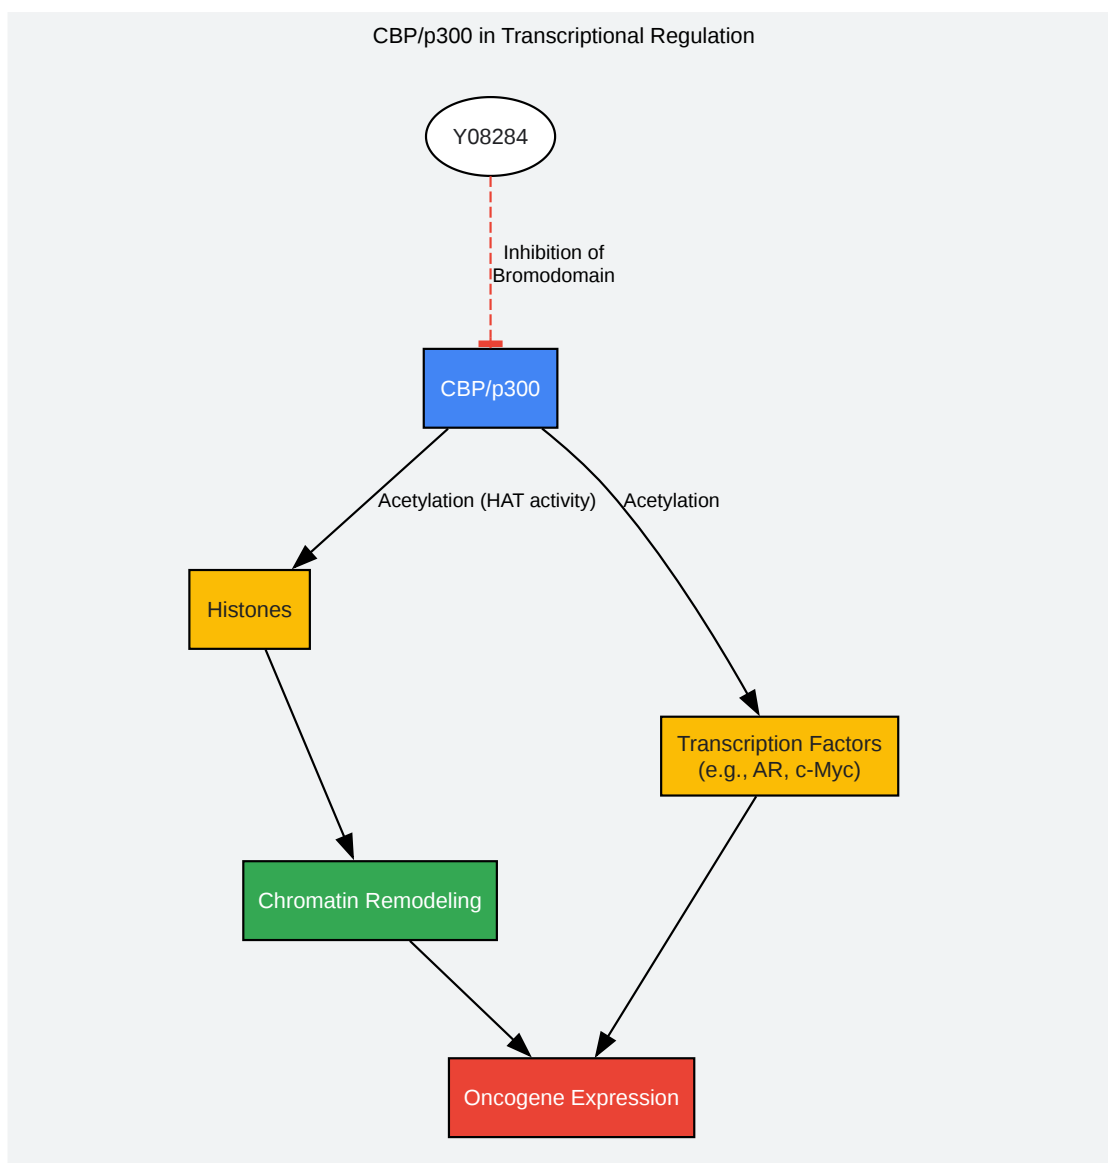 CBP/p300 in Transcriptional Regulation
Y08284
Inhibition of
Bromodomain
CBP/p300
Acetylation (HAT activity)
Acetylation
Histones
Transcription Factors
(e.g., AR, c-Myc)
Chromatin Remodeling
Oncogene Expression